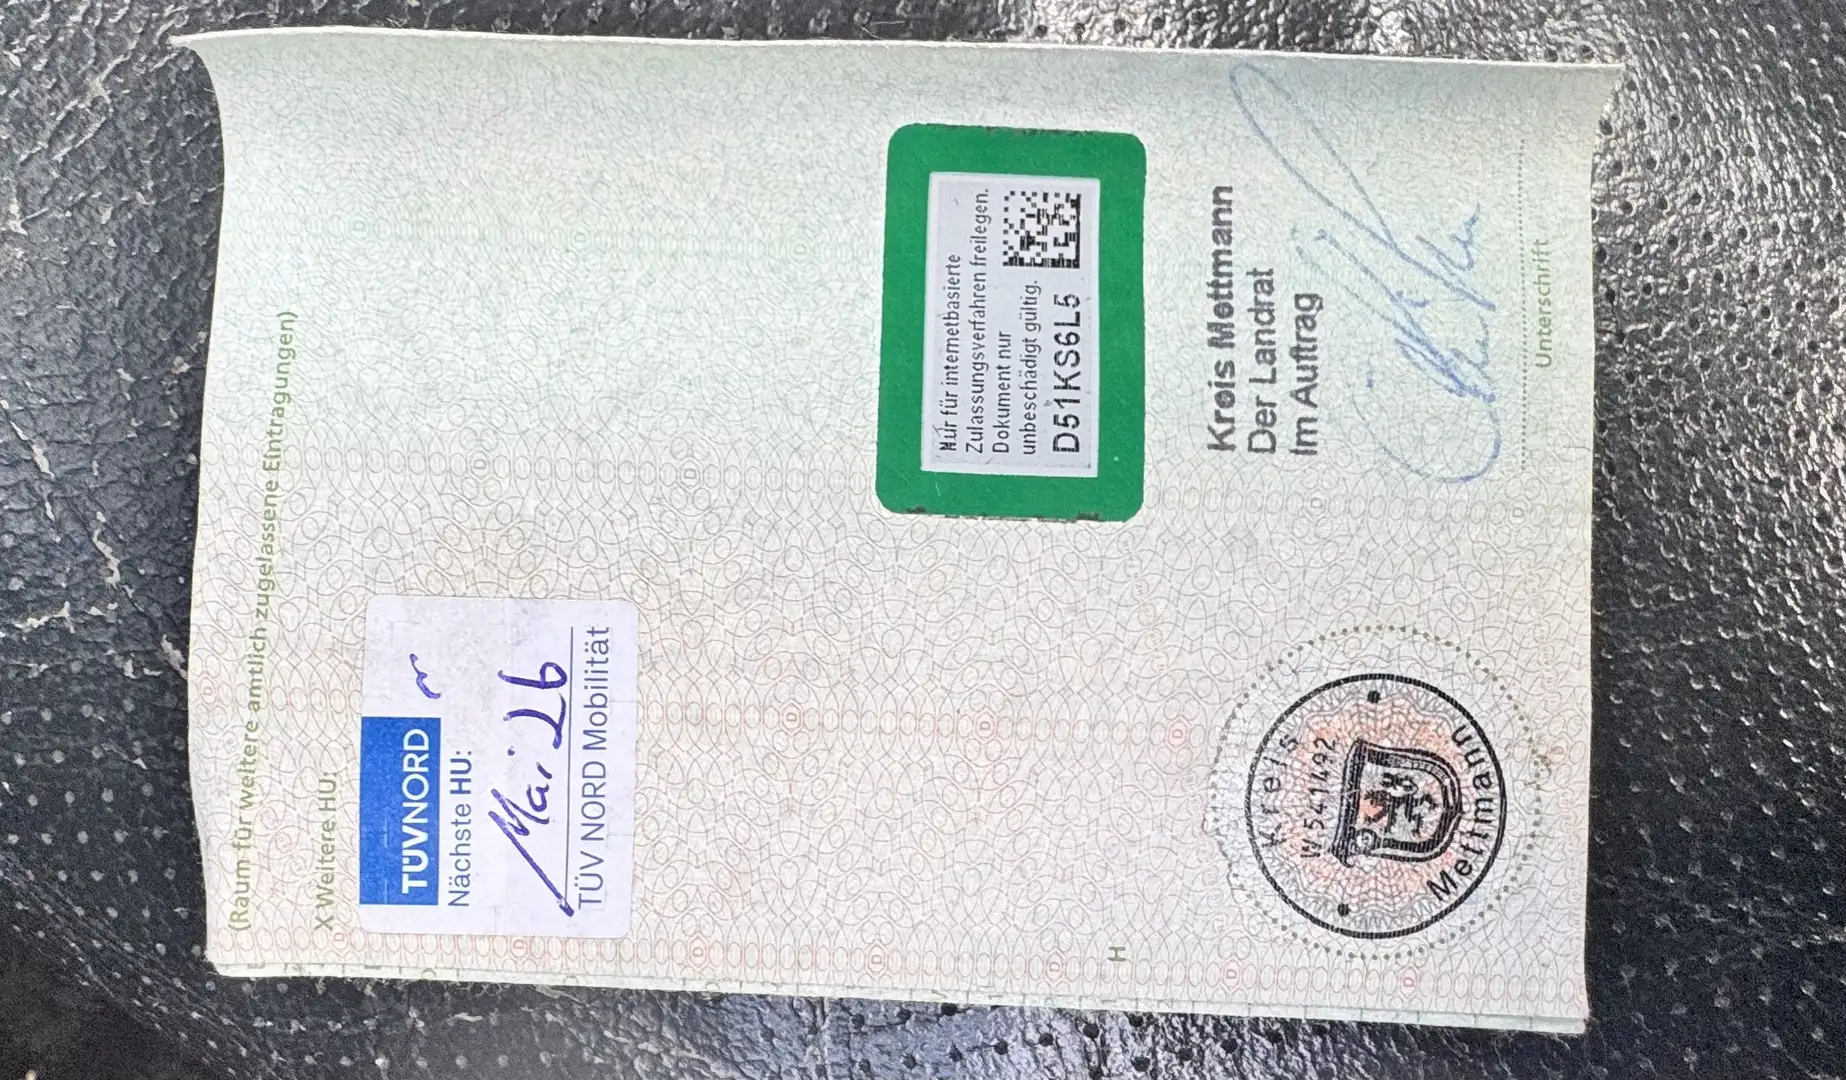 (Raum für weitere amtlich zugelassene Eintragungen)
X Weitere HU:
TÜVNORD
Nächste HU:
Mai 26
TÜV NORD Mobilität
Nur für internetbasierte
Zulassungsverfahren freilegen.
Dokument nur
unbeschädigt gültig.
D51KS6L5
H
Kreis Mettmann
Der Landrat
Im Auftrag
Unterschrift
Kreis
W5541492
Mettmann